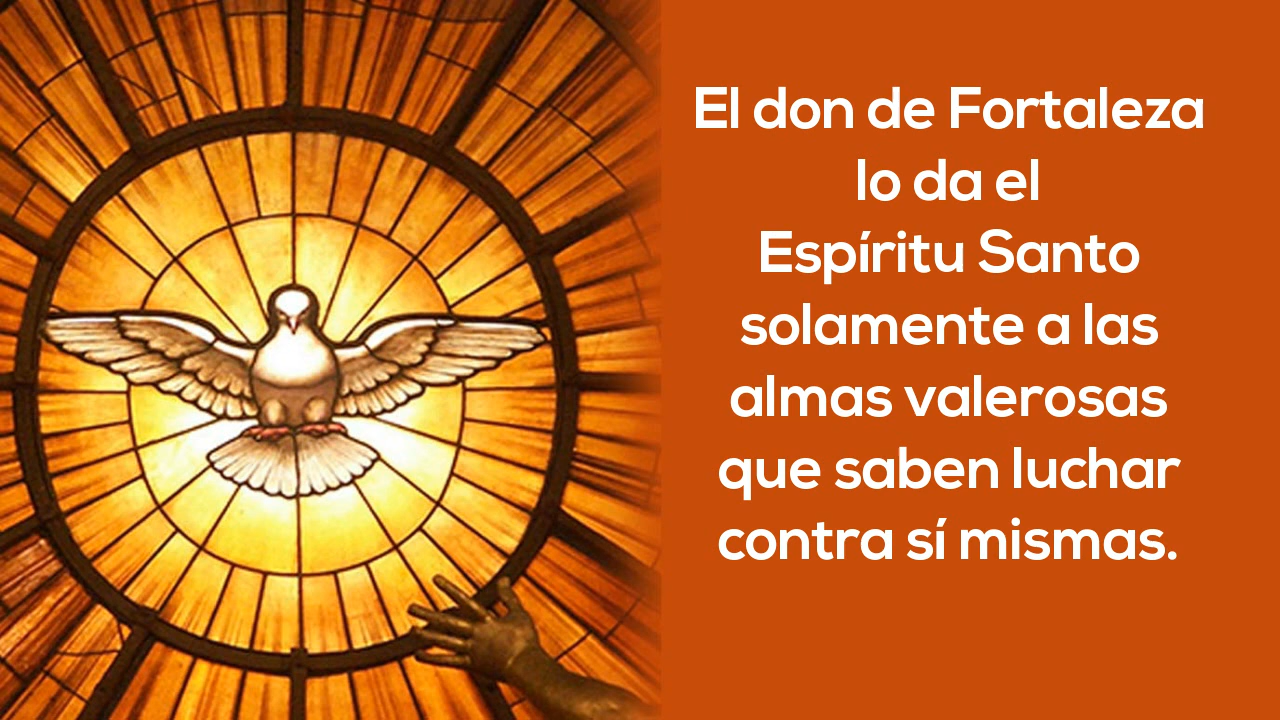 El don de Fortaleza
lo da el
Espíritu Santo
solamente a las
almas valerosas
que saben luchar
contra sí mismas.